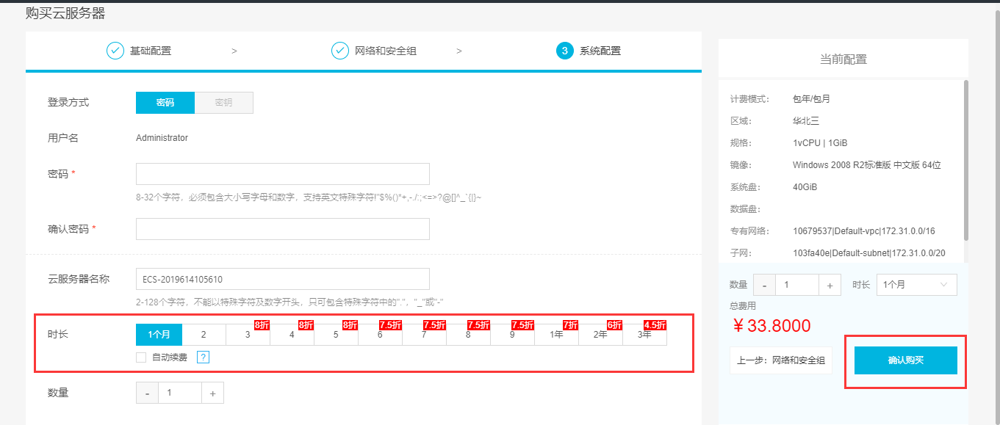 购买云服务器
基础配置 > 网络和安全组 > 3 系统配置
登录方式 密码 密钥
用户名 Administrator
密码 *
8-32个字符，必须包含大小写字母和数字，支持英文特殊字符!"$%()*+,-./:;<=>?@[]^_`{|}~
确认密码 *
云服务器名称 ECS-2019614105610
2-128个字符，不能以特殊字符及数字开头，只可包含特殊字符中的"."，"_"或"-"
8折 8折 8折 7.5折 7.5折 7.5折 7.5折 7折 6折 4.5折
时长 1个月 2 3 4 5 6 7 8 9 1年 2年 3年
自动续费 ?
数量 - 1 +
当前配置
计费模式： 包年/包月
区域： 华北三
规格： 1vCPU | 1GiB
镜像： Windows 2008 R2标准版 中文版 64位
系统盘： 40GiB
数据盘：
专有网络： 10679537|Default-vpc|172.31.0.0/16
子网： 103fa40e|Default-subnet|172.31.0.0/20
数量 - 1 + 时长 1个月
总费用
￥33.8000
上一步：网络和安全组 确认购买